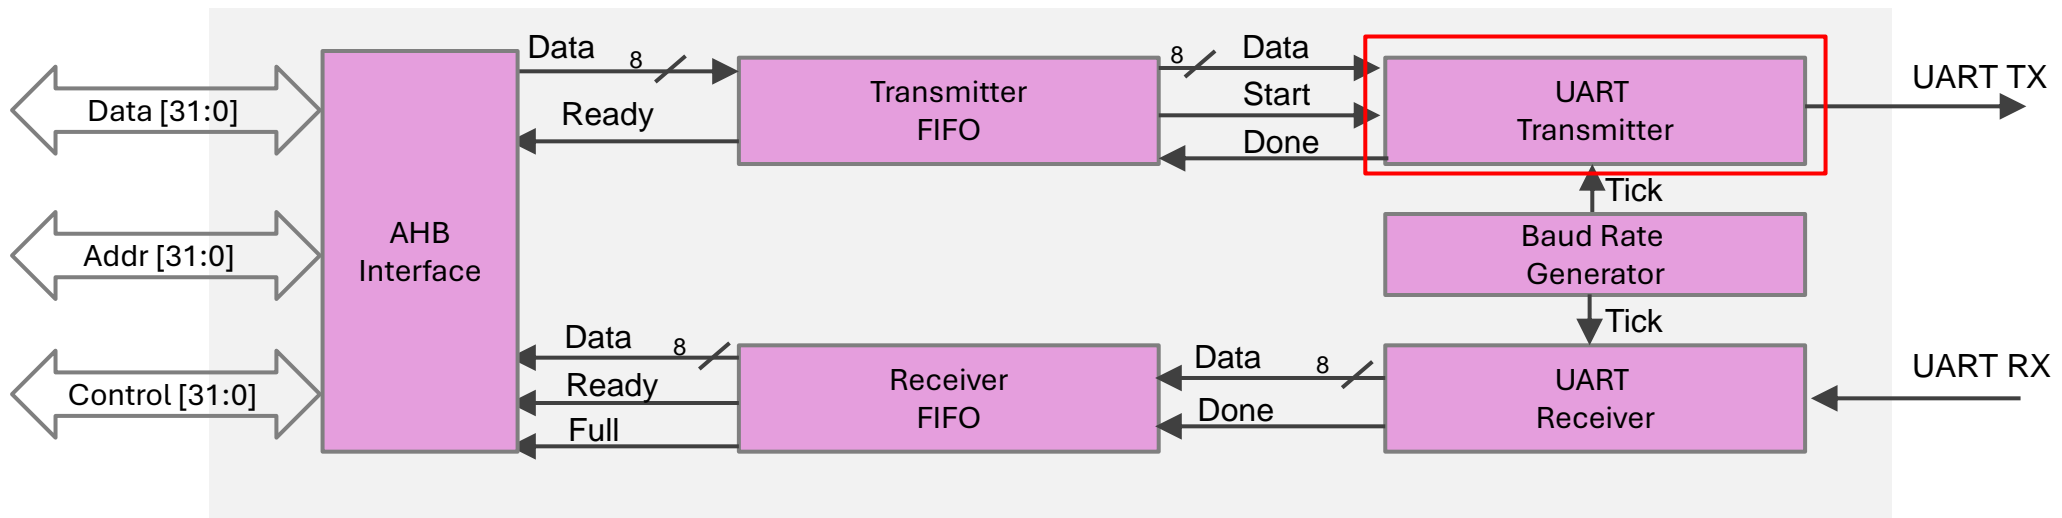 Data [31:0]
Addr [31:0]
Control [31:0]
AHB
Interface
Data
8
Ready
Transmitter
FIFO
8
Data
Start
Done
UART
Transmitter
UART TX
Tick
Baud Rate
Generator
Tick
Data
8
Ready
Full
Receiver
FIFO
Data
8
Done
UART
Receiver
UART RX